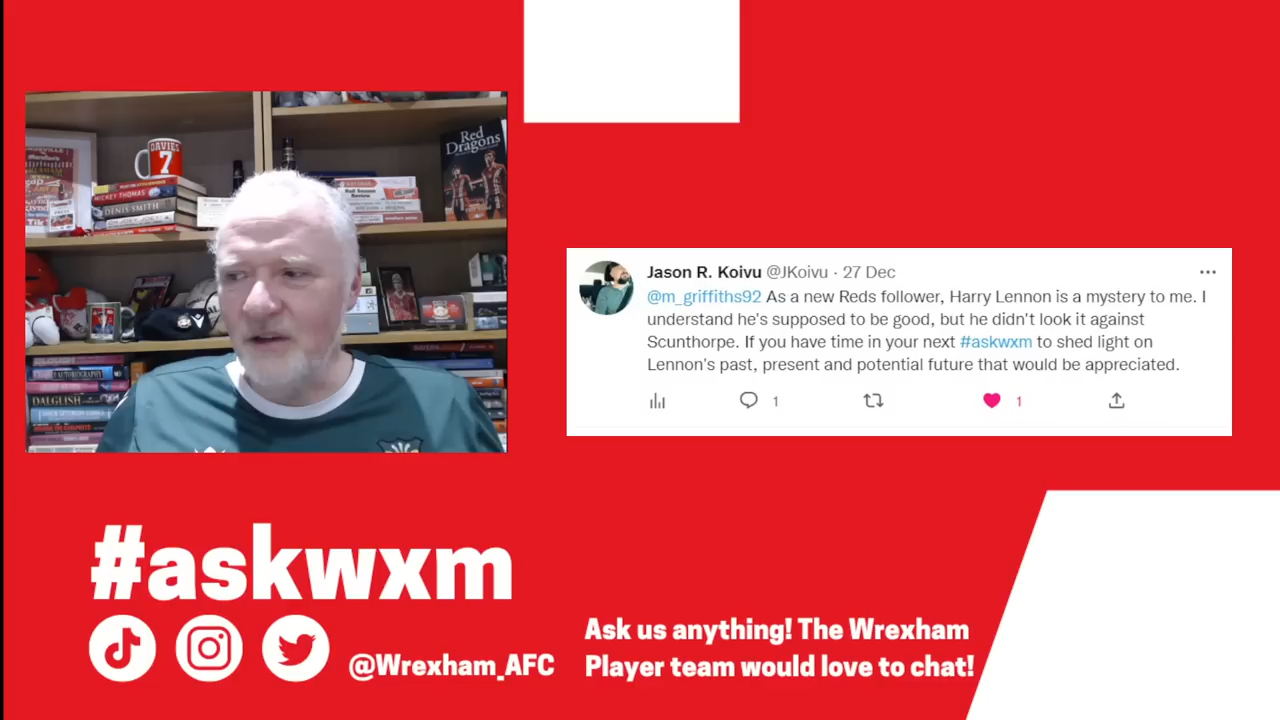 DAVIES
7
MICKEY THOMAS
DENIS SMITH
Red
Dragons
DALGLISH
Jason R. Koivu @JKoivu · 27 Dec
@m_griffiths92 As a new Reds follower, Harry Lennon is a mystery to me. I
understand he's supposed to be good, but he didn't look it against
Scunthorpe. If you have time in your next #askwxm to shed light on
Lennon's past, present and potential future that would be appreciated.
1
1
#askwxm
@Wrexham_AFC
Ask us anything! The Wrexham
Player team would love to chat!